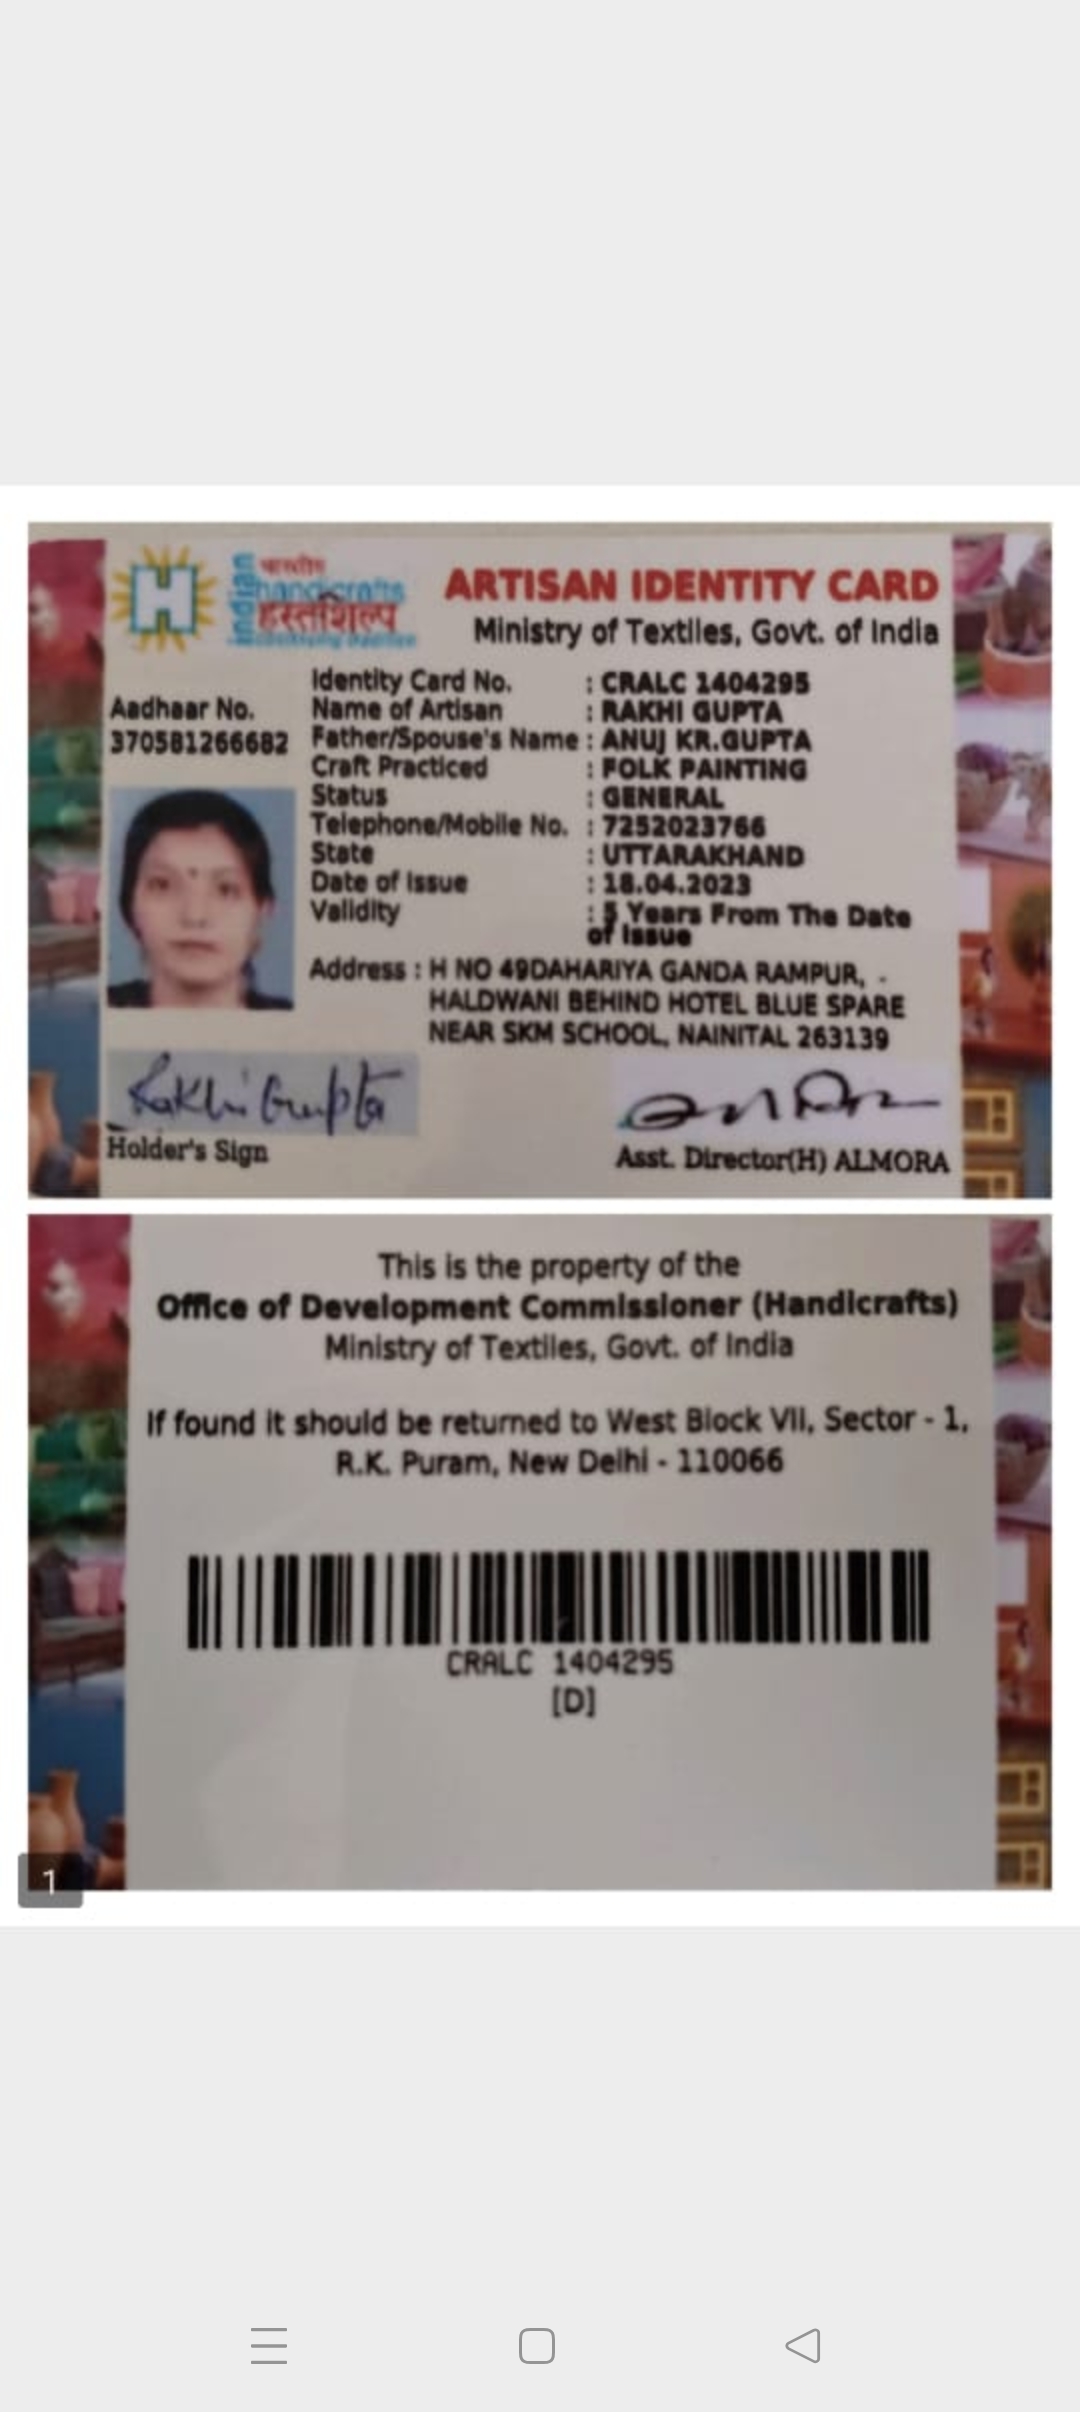 भारतीय
indian
handicrafts
हस्तशिल्प
ARTISAN IDENTITY CARD
Ministry of Textiles, Govt. of India
Aadhaar No.
370581266682
Identity Card No. : CRALC 1404295
Name of Artisan : RAKHI GUPTA
Father/Spouse's Name : ANUJ KR.GUPTA
Craft Practiced : FOLK PAINTING
Status : GENERAL
Telephone/Mobile No. : 7252023766
State : UTTARAKHAND
Date of Issue : 18.04.2023
Validity : 5 Years From The Date
of Issue
Address : H NO 49DAHARIYA GANDA RAMPUR, -
HALDWANI BEHIND HOTEL BLUE SPARE
NEAR SKM SCHOOL, NAINITAL 263139
Rakhi Gupta
Holder's Sign
Asst. Director(H) ALMORA
This is the property of the
Office of Development Commissioner (Handicrafts)
Ministry of Textiles, Govt. of India
If found it should be returned to West Block VII, Sector - 1,
R.K. Puram, New Delhi - 110066
CRALC 1404295
[D]
1